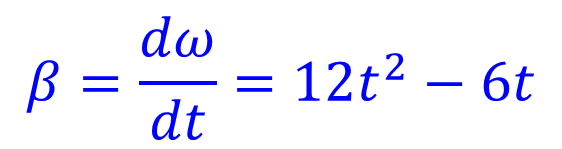 β = dω/dt = 12t² − 6t